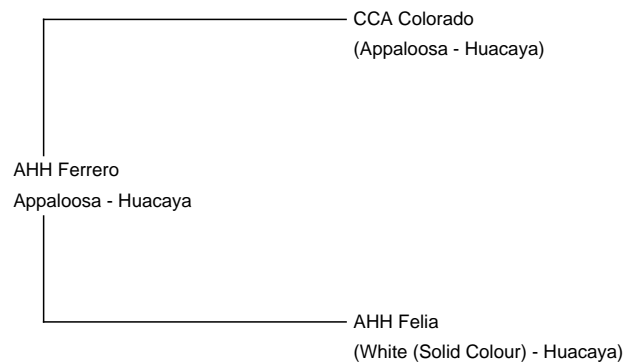 CCA Colorado
(Appaloosa - Huacaya)
AHH Ferrero
Appaloosa - Huacaya
AHH Felia
(White (Solid Colour) - Huacaya)